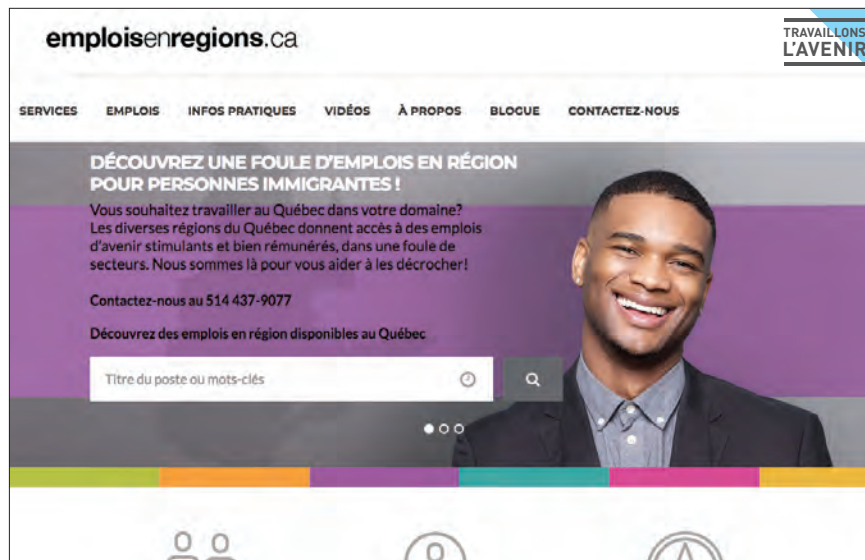 emploisenregions.ca
TRAVAILLONS
L'AVENIR
SERVICES EMPLOIS INFOS PRATIQUES VIDÉOS À PROPOS BLOGUE CONTACTEZ-NOUS
DÉCOUVREZ UNE FOULE D'EMPLOIS EN RÉGION
POUR PERSONNES IMMIGRANTES !
Vous souhaitez travailler au Québec dans votre domaine?
Les diverses régions du Québec donnent accès à des emplois
d'avenir stimulants et bien rémunérés, dans une foule de
secteurs. Nous sommes là pour vous aider à les décrocher!
Contactez-nous au 514 437-9077
Découvrez des emplois en région disponibles au Québec
Titre du poste ou mots-clés